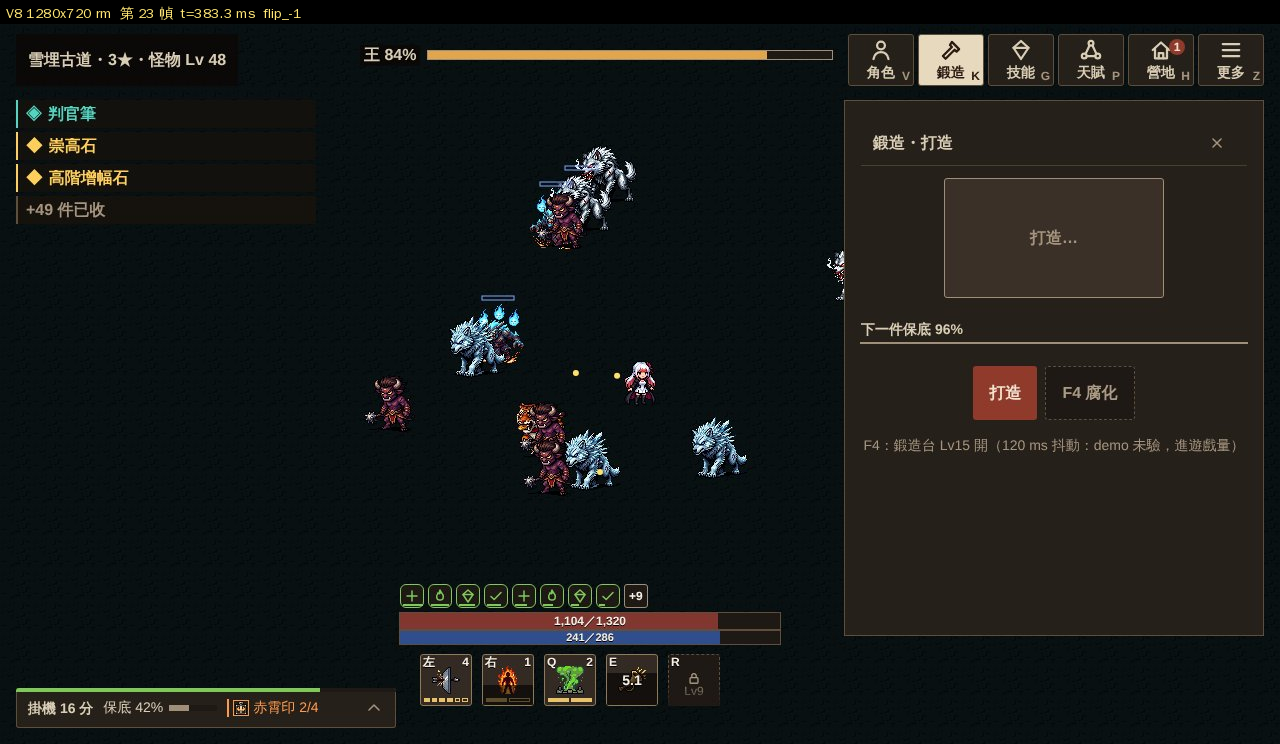 V8 1280x720 rm 第 23 幀 t=383.3 ms flip_-1
雪埋古道・3★・怪物 Lv 48
王 84%
角色 V
鍛造 K
技能 G
天賦 P
營地 H 1
更多 Z
判官筆
崇高石
高階增幅石
+49 件已收
鍛造・打造
打造…
下一件保底 96%
打造
F4 腐化
F4：鍛造台 Lv15 開（120 ms 抖動：demo 未驗，進遊戲量）
+9
1,104／1,320
241／286
左 4
右 1
Q 2
E 5.1
R Lv9
掛機 16 分 保底 42% 赤霄印 2/4